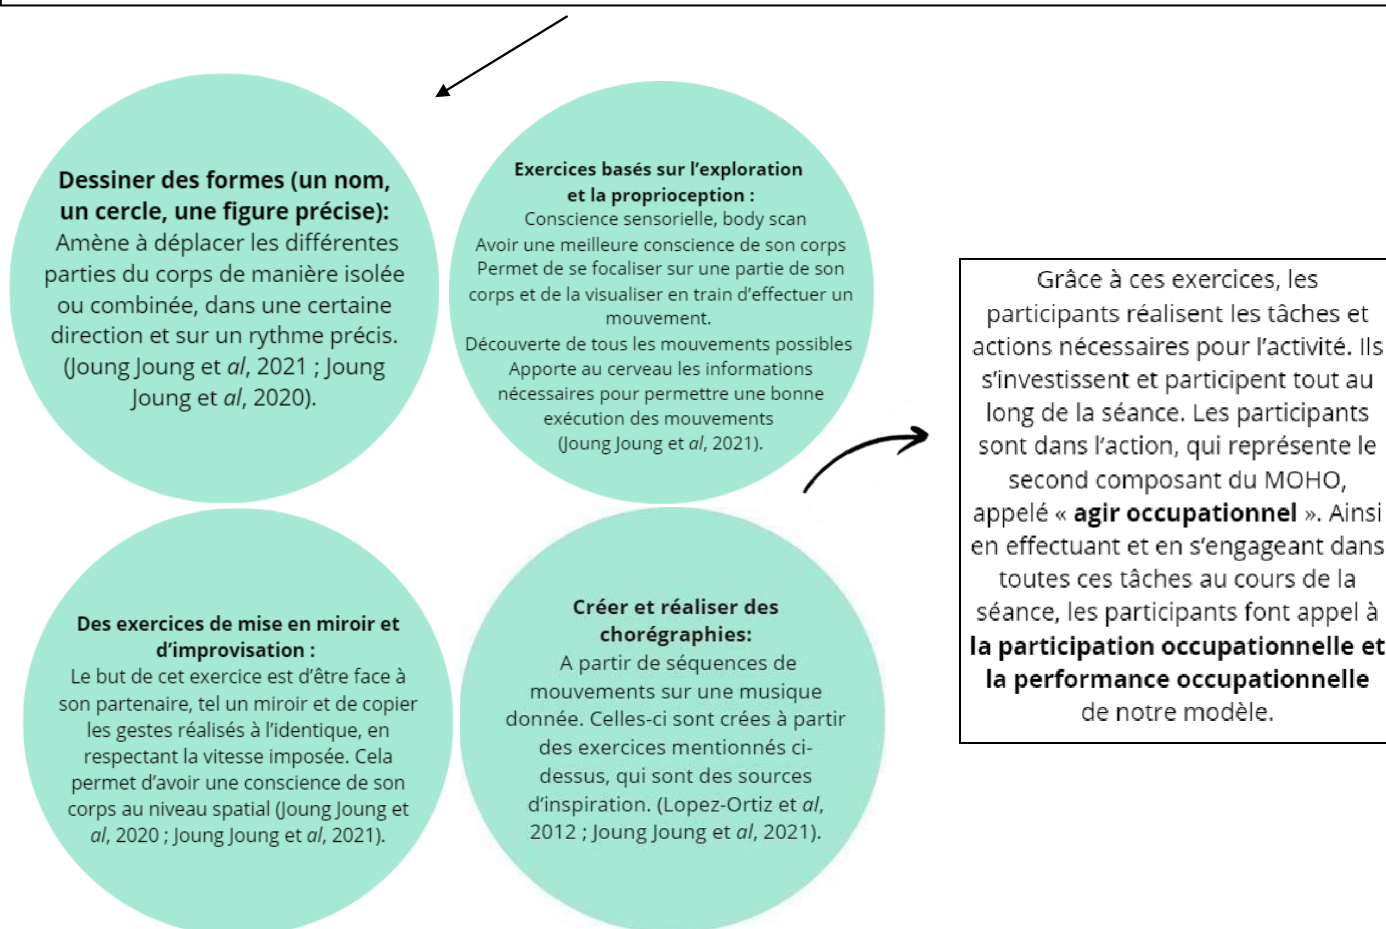 Dessiner des formes (un nom,
un cercle, une figure précise):
Amène à déplacer les différentes
parties du corps de manière isolée
ou combinée, dans une certaine
direction et sur un rythme précis.
(Joung Joung et al, 2021 ; Joung
Joung et al, 2020).
Exercices basés sur l'exploration
et la proprioception :
Conscience sensorielle, body scan
Avoir une meilleure conscience de son corps
Permet de se focaliser sur une partie de son
corps et de la visualiser en train d'effectuer un
mouvement.
Découverte de tous les mouvements possibles
Apporte au cerveau les informations
nécessaires pour permettre une bonne
exécution des mouvements
(Joung Joung et al, 2021).
Des exercices de mise en miroir et
d'improvisation :
Le but de cet exercice est d'être face à
son partenaire, tel un miroir et de copier
les gestes réalisés à l'identique, en
respectant la vitesse imposée. Cela
permet d'avoir une conscience de son
corps au niveau spatial (Joung Joung et
al, 2020 ; Joung Joung et al, 2021).
Créer et réaliser des
chorégraphies:
A partir de séquences de
mouvements sur une musique
donnée. Celles-ci sont crées à partir
des exercices mentionnés ci-
dessus, qui sont des sources
d'inspiration. (Lopez-Ortiz et al,
2012 ; Joung Joung et al, 2021).
Grâce à ces exercices, les
participants réalisent les tâches et
actions nécessaires pour l'activité. Ils
s'investissent et participent tout au
long de la séance. Les participants
sont dans l'action, qui représente le
second composant du MOHO,
appelé « agir occupationnel ». Ainsi
en effectuant et en s'engageant dans
toutes ces tâches au cours de la
séance, les participants font appel à
la participation occupationnelle et
la performance occupationnelle
de notre modèle.